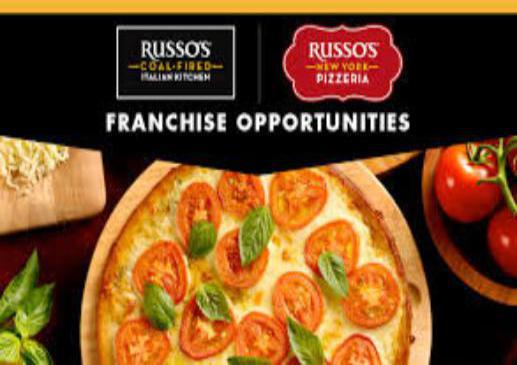 RUSSO'S
COAL-FIRED
ITALIAN KITCHEN
RUSSO'S
NEW YORK
PIZZERIA
FRANCHISE OPPORTUNITIES